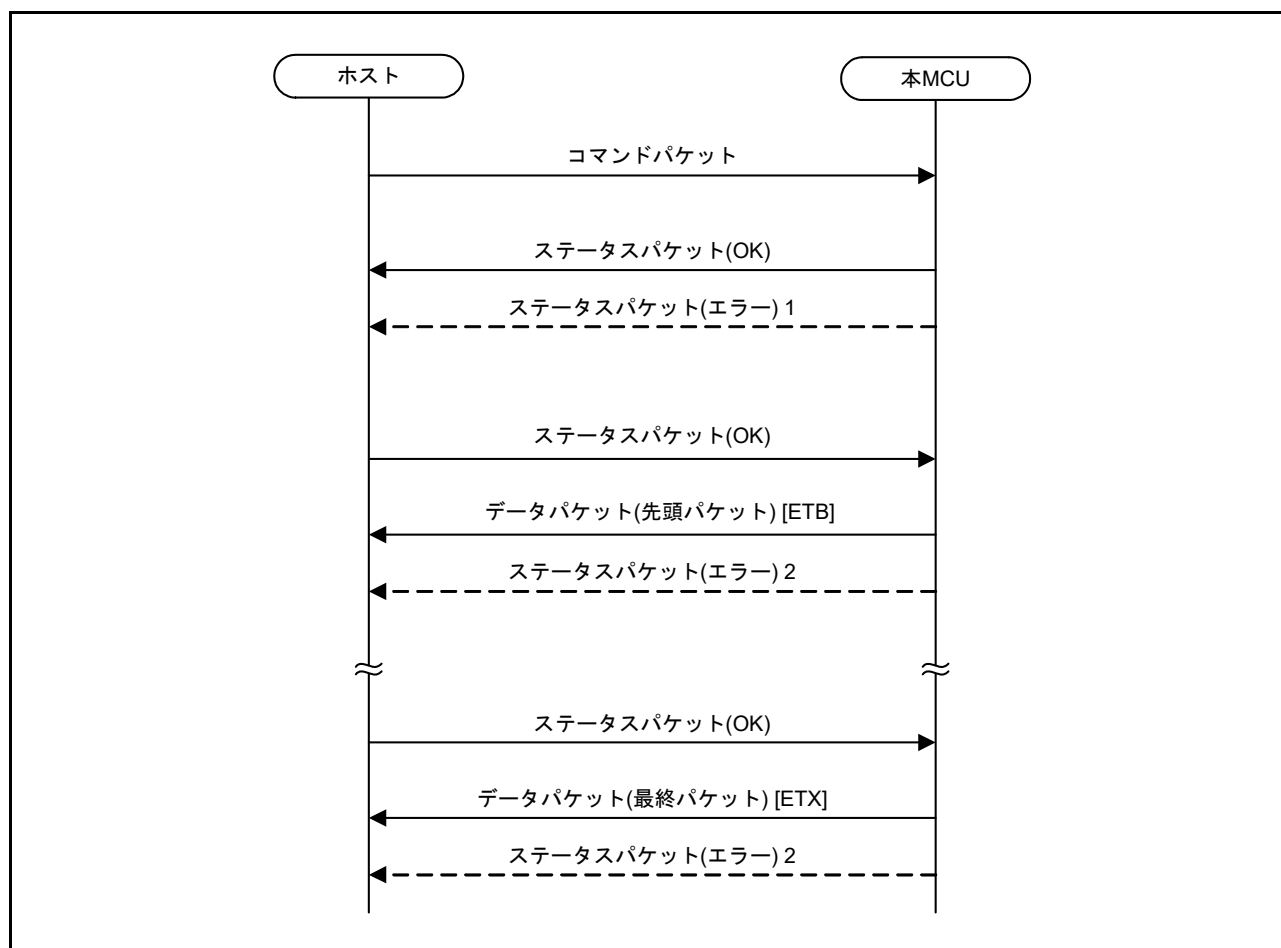 ホスト
本MCU
コマンドパケット
ステータスパケット(OK)
ステータスパケット(エラー) 1
ステータスパケット(OK)
データパケット(先頭パケット) [ETB]
ステータスパケット(エラー) 2
ステータスパケット(OK)
データパケット(最終パケット) [ETX]
ステータスパケット(エラー) 2